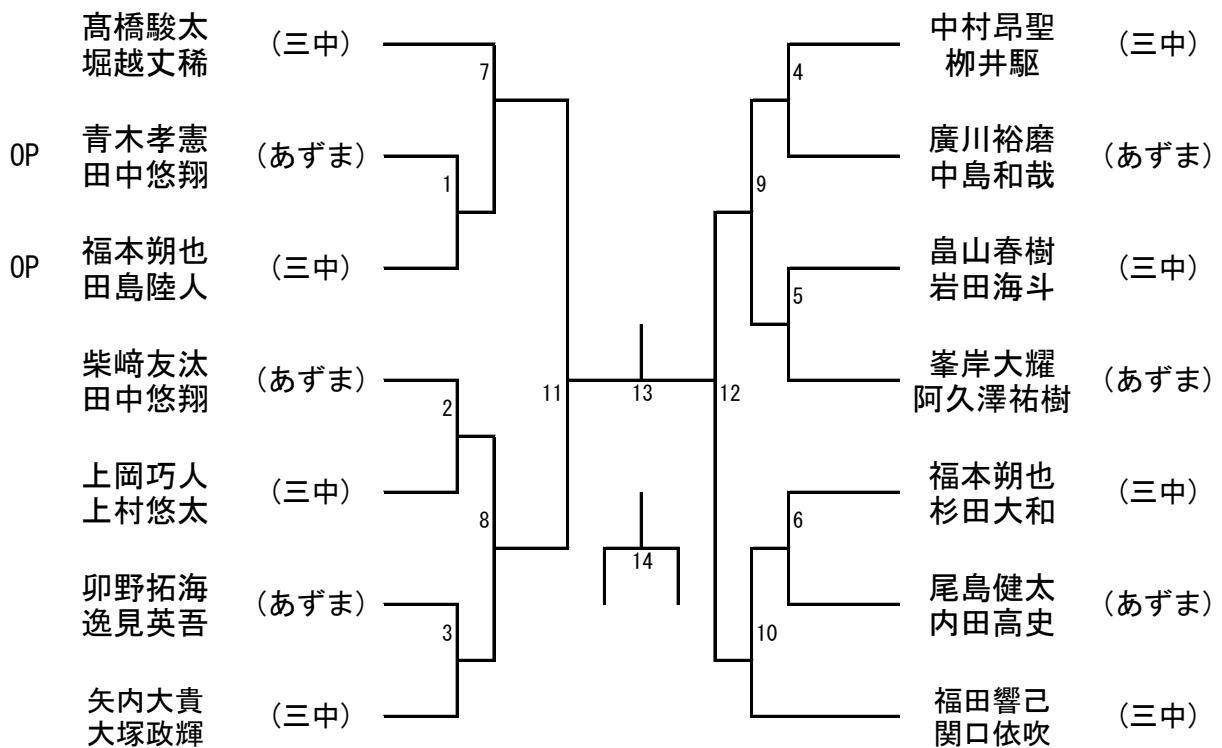 髙橋駿太
堀越丈稀
(三中)
7
OP
青木孝憲
田中悠翔
(あずま)
1
OP
福本朔也
田島陸人
(三中)
柴﨑友汰
田中悠翔
(あずま)
2
11
上岡巧人
上村悠太
(三中)
8
卯野拓海
逸見英吾
(あずま)
3
矢内大貴
大塚政輝
(三中)
13
14
中村昂聖
栁井駆
(三中)
4
廣川裕磨
中島和哉
(あずま)
9
畠山春樹
岩田海斗
(三中)
5
峯岸大耀
阿久澤祐樹
(あずま)
12
福本朔也
杉田大和
(三中)
6
尾島健太
内田高史
(あずま)
10
福田響己
関口依吹
(三中)